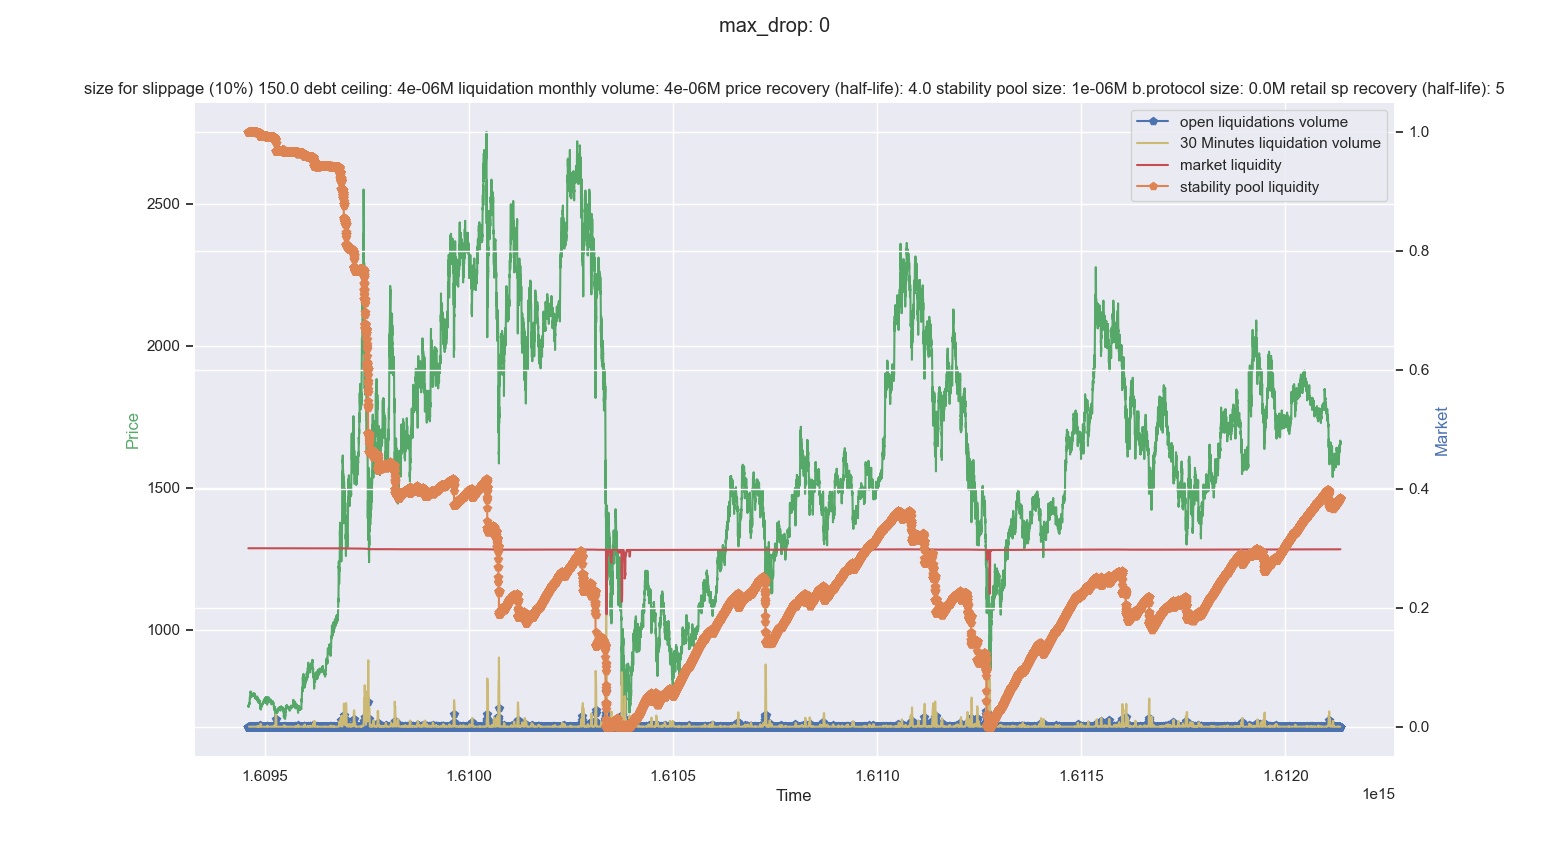 max_drop: 0
size for slippage (10%) 150.0 debt ceiling: 4e-06M liquidation monthly volume: 4e-06M price recovery (half-life): 4.0 stability pool size: 1e-06M b.protocol size: 0.0M retail sp recovery (half-life): 5
open liquidations volume
30 Minutes liquidation volume
market liquidity
stability pool liquidity
2500
2000
1500
1000
Price
1.0
0.8
0.6
0.4
0.2
0.0
Market
1.6095 1.6100 1.6105 1.6110 1.6115 1.6120
Time
1e15